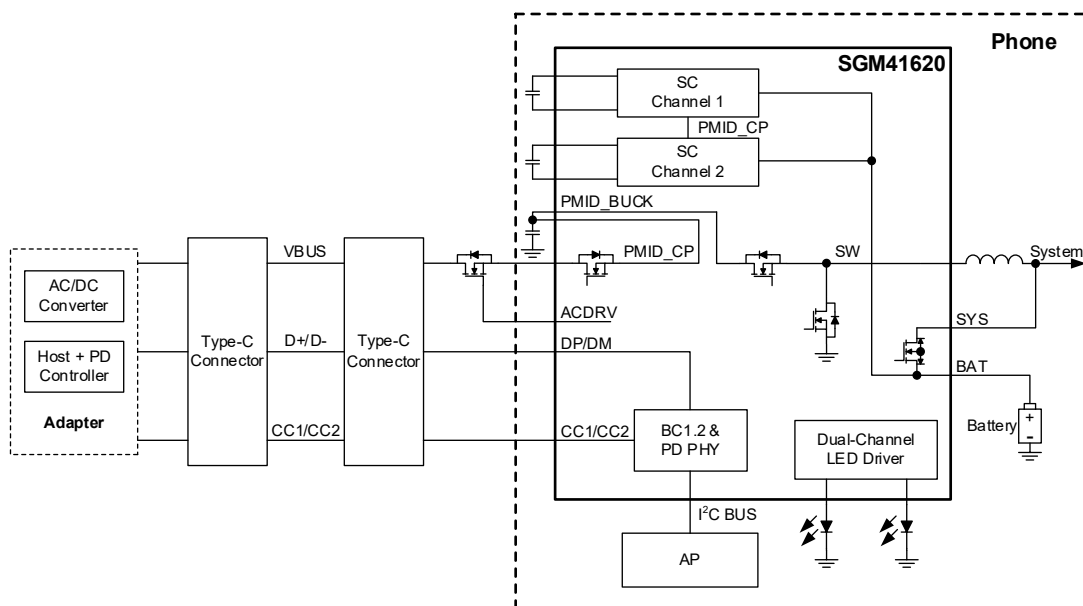 Phone
SGM41620
SC
Channel 1
PMID_CP
SC
Channel 2
PMID_BUCK
PMID_CP
SW
System
VBUS
AC/DC
Converter
ACDRV
SYS
Type-C
Connector
D+/D-
Type-C
Connector
DP/DM
Host + PD
Controller
BAT
Adapter
CC1/CC2
CC1/CC2
BC1.2 &
PD PHY
Dual-Channel
LED Driver
Battery
+
-
I²C BUS
AP